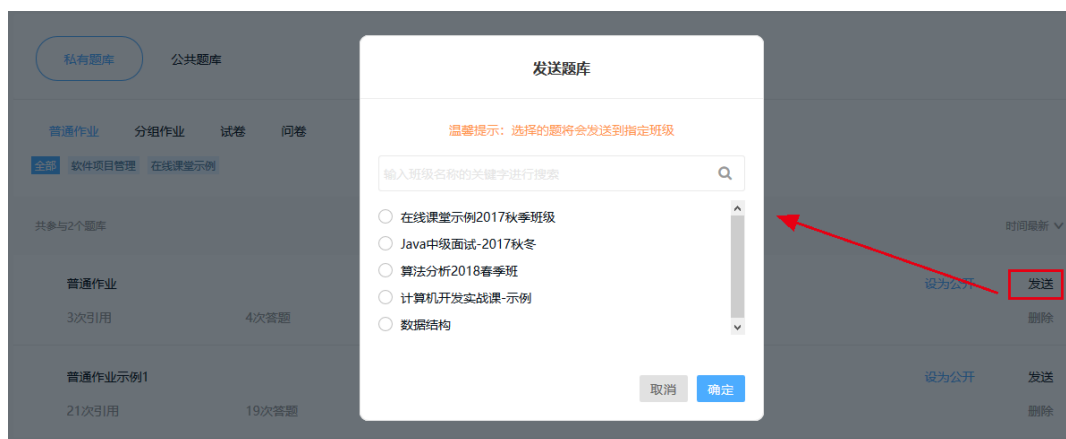 私有题库 公共题库
发送题库
普通作业 分组作业 试卷 问卷
温馨提示：选择的题将会发送到指定班级
全部 软件项目管理 在线课堂示例
输入班级名称的关键字进行搜索
在线课堂示例2017秋季班级
共参与2个题库
时间最新
Java中级面试-2017秋冬
算法分析2018春季班
普通作业
设为公开 发送
计算机开发实战课-示例
3次引用 4次答题
删除
数据结构
普通作业示例1
设为公开 发送
取消 确定
21次引用 19次答题
删除